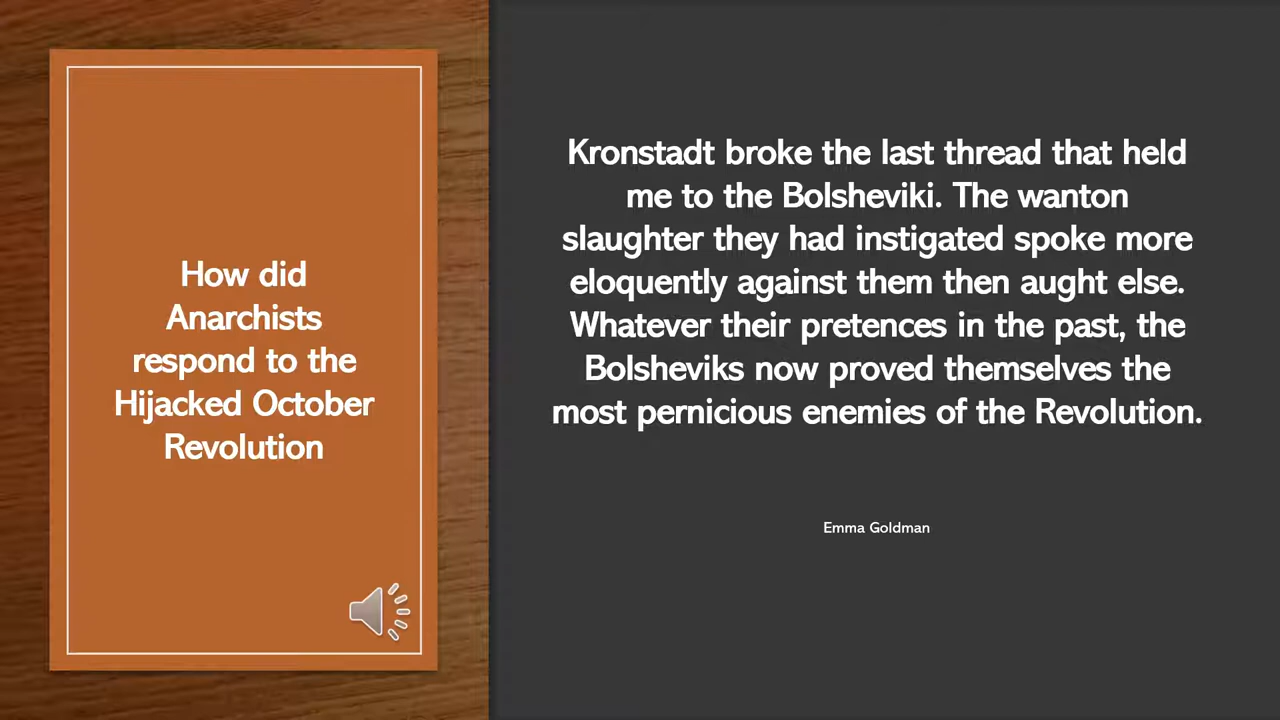 How did
Anarchists
respond to the
Hijacked October
Revolution
Kronstadt broke the last thread that held
me to the Bolsheviki. The wanton
slaughter they had instigated spoke more
eloquently against them then aught else.
Whatever their pretences in the past, the
Bolsheviks now proved themselves the
most pernicious enemies of the Revolution.
Emma Goldman